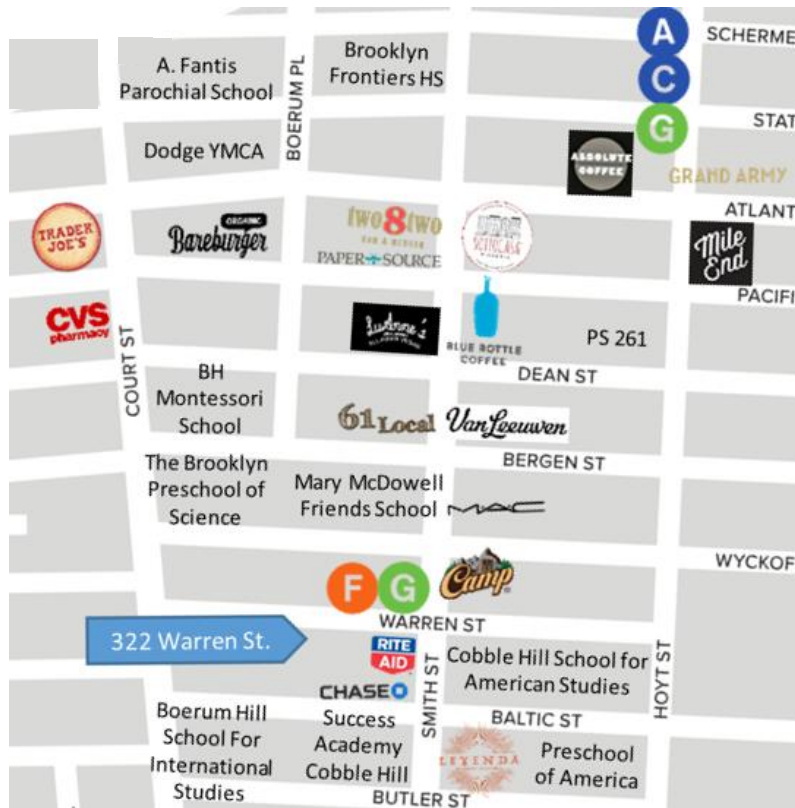 A
SCHERME
C
A. Fantis
Parochial School
BOERUM PL
Brooklyn
Frontiers HS
G
STAT
Dodge YMCA
ABSOLUTE
COFFEE
GRAND ARMY
ATLANT
TRADER
JOE'S
ORGANIC
Bareburger
two8two
BAR & BURGER
PAPER SOURCE
Mile
End
PACIFI
CVS
pharmacy
LuAnne's
BLUE BOTTLE
COFFEE
PS 261
COURT ST
DEAN ST
BH
Montessori
School
61 Local
Van Leeuwen
BERGEN ST
The Brooklyn
Preschool of
Science
Mary McDowell
Friends School
MAC
WYCKOF
F
G
Camp
WARREN ST
322 Warren St.
RITE
AID
CHASE
SMITH ST
Cobble Hill School for
American Studies
HOYT ST
BALTIC ST
Boerum Hill
School For
International
Studies
Success
Academy
Cobble Hill
LEYENDA
Preschool
of America
BUTLER ST